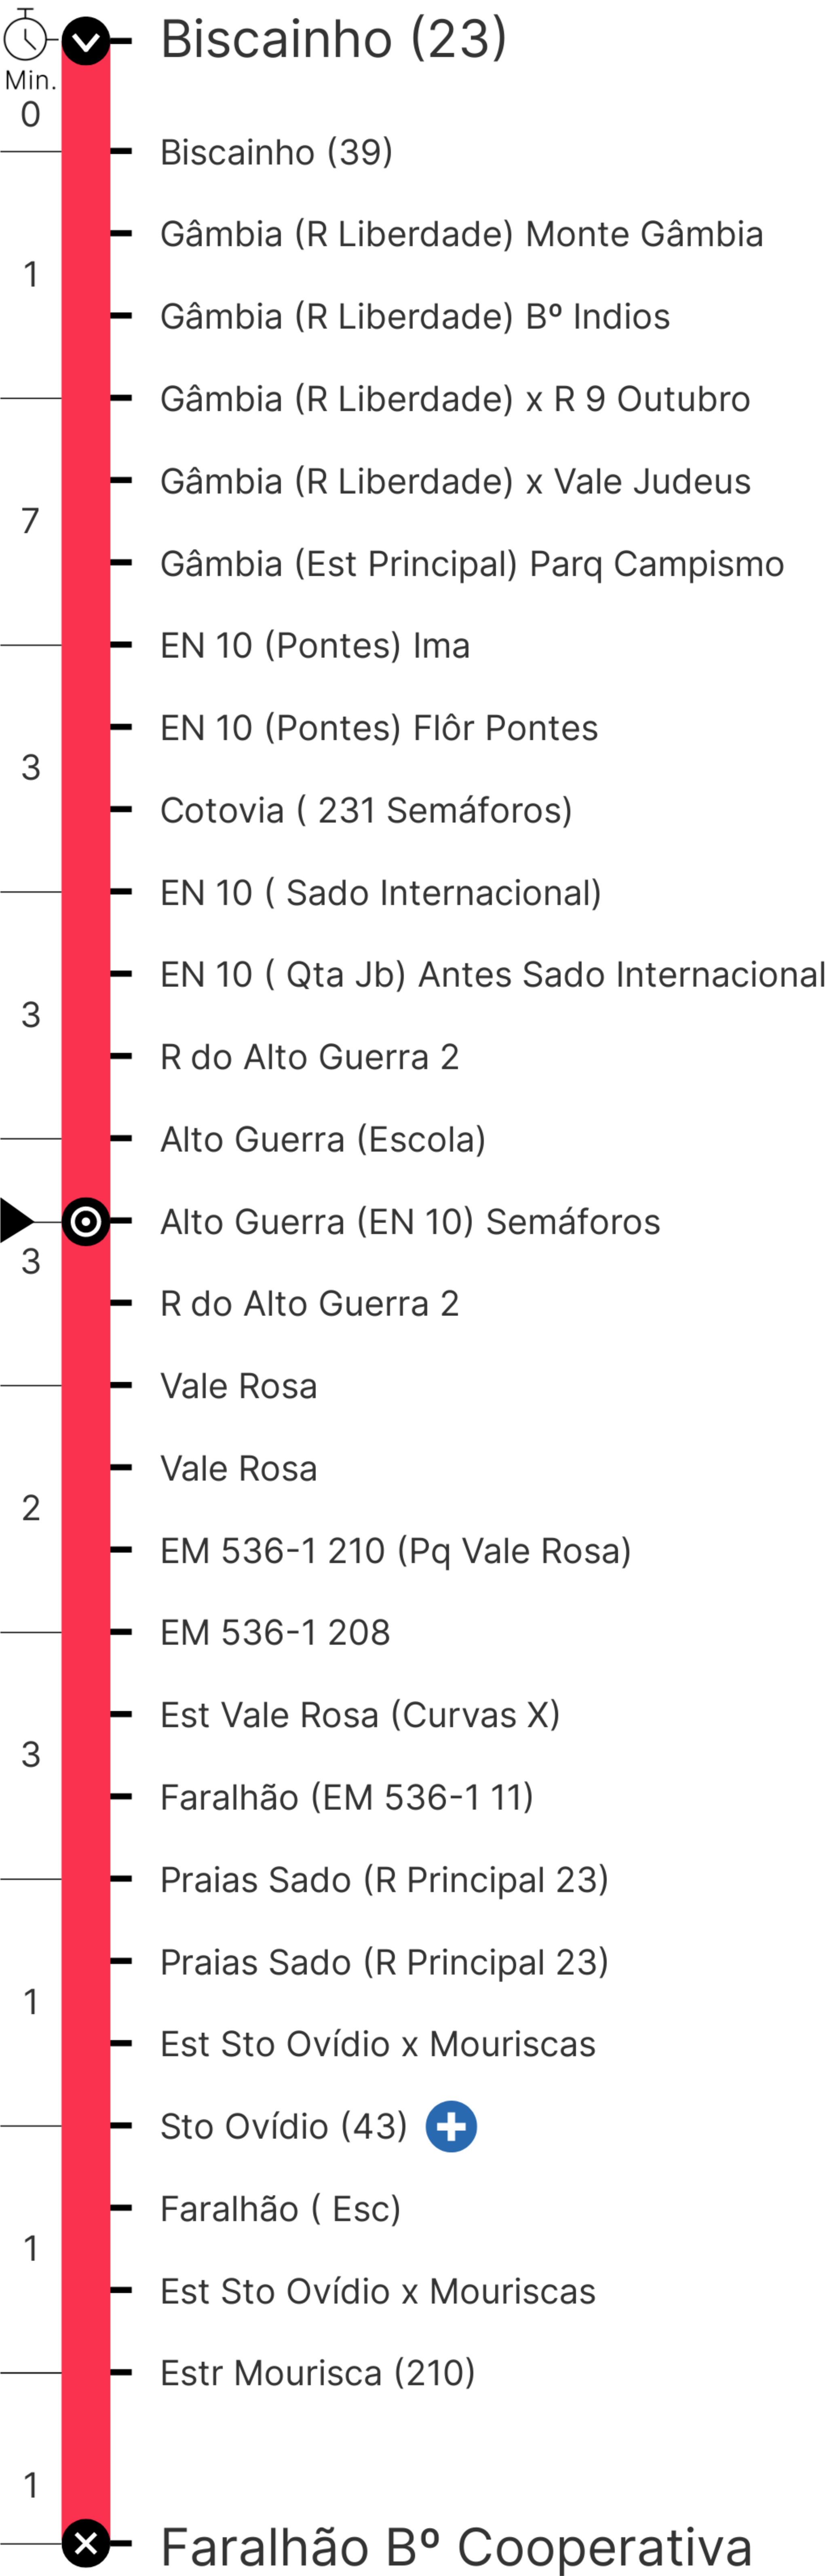 Biscainho (23)
Min.
0
Biscainho (39)
Gâmbia (R Liberdade) Monte Gâmbia
1
Gâmbia (R Liberdade) Bº Indios
Gâmbia (R Liberdade) x R 9 Outubro
Gâmbia (R Liberdade) x Vale Judeus
7
Gâmbia (Est Principal) Parq Campismo
EN 10 (Pontes) Ima
EN 10 (Pontes) Flôr Pontes
3
Cotovia ( 231 Semáforos)
EN 10 ( Sado Internacional)
EN 10 ( Qta Jb) Antes Sado Internacional
3
R do Alto Guerra 2
Alto Guerra (Escola)
Alto Guerra (EN 10) Semáforos
3
R do Alto Guerra 2
Vale Rosa
Vale Rosa
2
EM 536-1 210 (Pq Vale Rosa)
EM 536-1 208
Est Vale Rosa (Curvas X)
3
Faralhão (EM 536-1 11)
Praias Sado (R Principal 23)
Praias Sado (R Principal 23)
1
Est Sto Ovídio x Mouriscas
Sto Ovídio (43)
Faralhão ( Esc)
1
Est Sto Ovídio x Mouriscas
Estr Mourisca (210)
1
Faralhão Bº Cooperativa